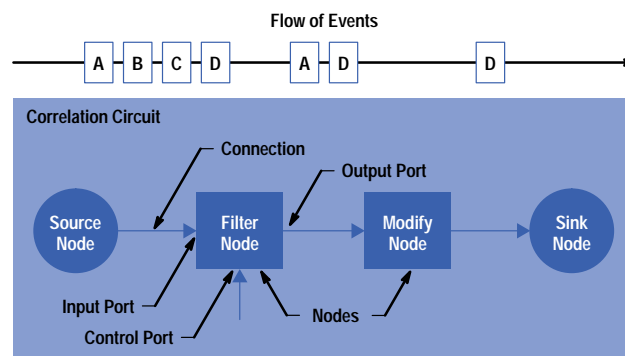 Flow of Events
A B C D A D D
Correlation Circuit
Connection
Output Port
Source
Node
Filter
Node
Modify
Node
Sink
Node
Input Port
Control Port
Nodes